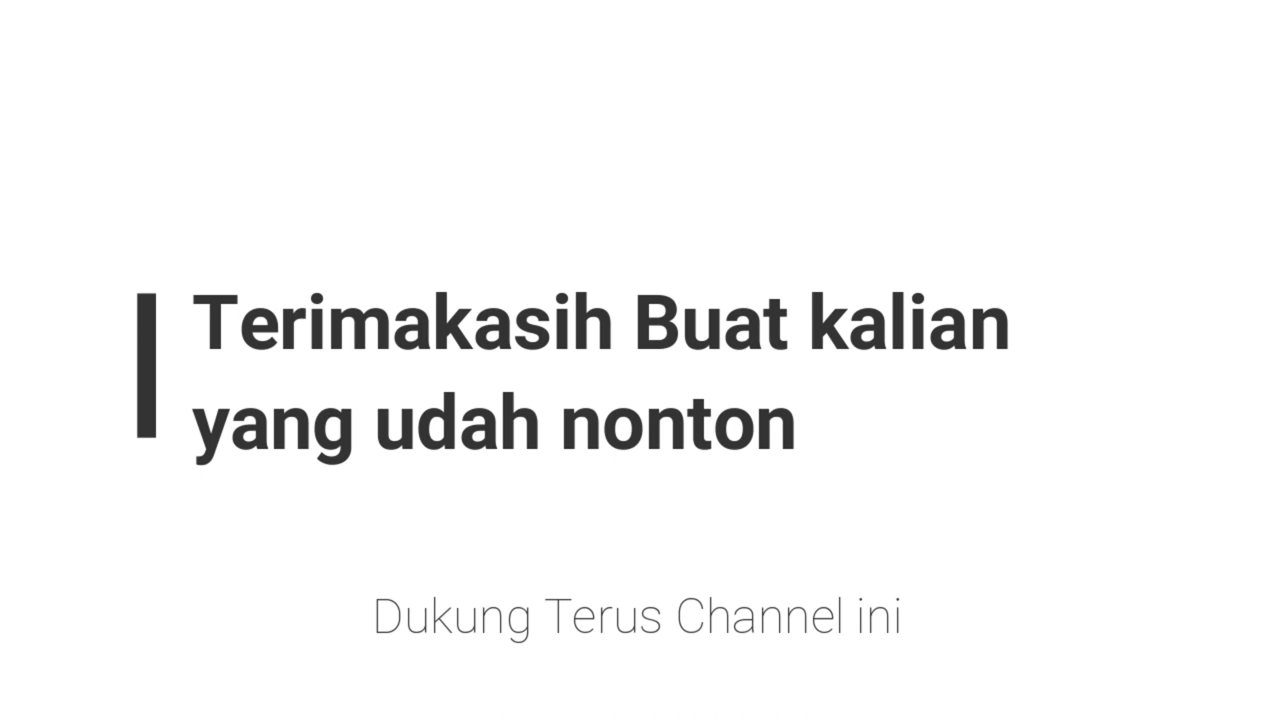 Terimakasih Buat kalian
yang udah nonton
Dukung Terus Channel ini